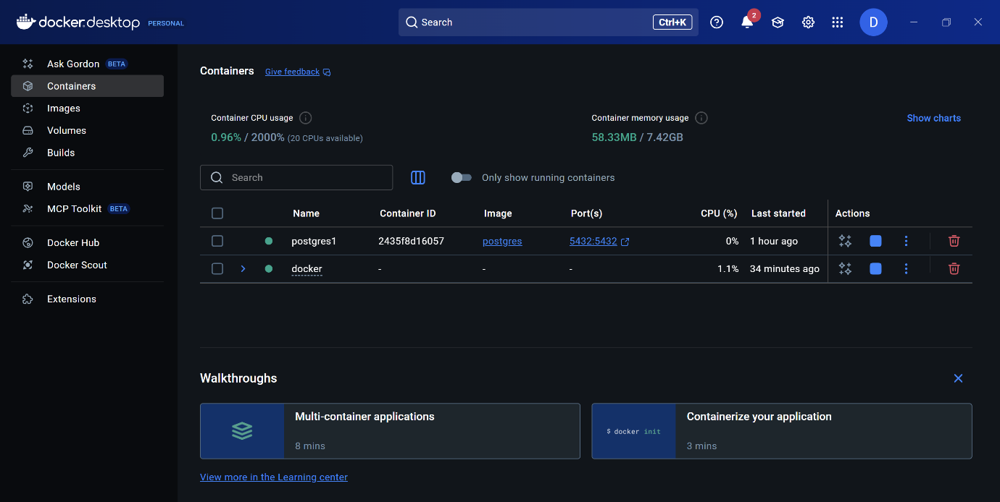 docker.desktop PERSONAL
Search Ctrl+K
2
D
Ask Gordon BETA
Containers
Images
Volumes
Builds
Models
MCP Toolkit BETA
Docker Hub
Docker Scout
Extensions
Containers Give feedback
Container CPU usage
0.96% / 2000% (20 CPUs available)
Container memory usage
58.33MB / 7.42GB
Show charts
Search
Only show running containers
Name Container ID Image Port(s) CPU (%) Last started Actions
postgres1 2435f8d16057 postgres 5432:5432 0% 1 hour ago
docker - - - 1.1% 34 minutes ago
Walkthroughs
Multi-container applications
8 mins
$ docker init
Containerize your application
3 mins
View more in the Learning center